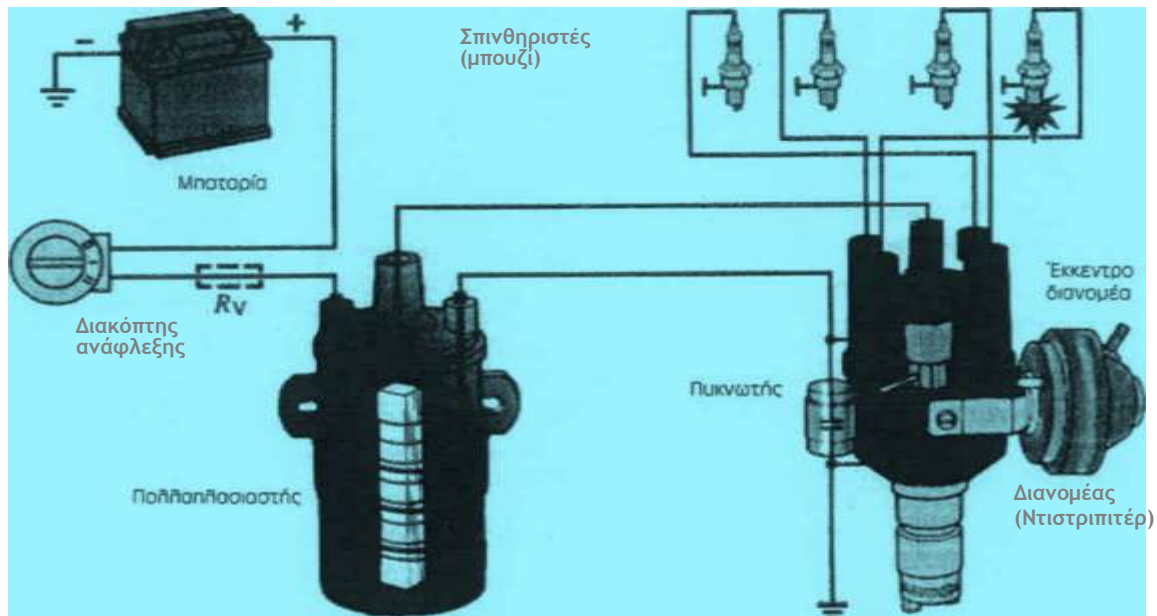 Σπινθηριστές
(μπουζί)
-
+
Μπαταρία
Έκκεντρο
διανομέα
Rv
Διακόπτης
ανάφλεξης
Πυκνωτής
Πολλαπλασιαστής
Διανομέας
(Ντιστριπιτέρ)